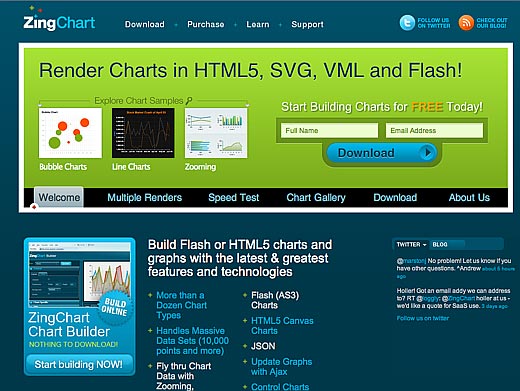 ZingChart
Download + Purchase + Learn + Support
FOLLOW US
ON TWITTER
CHECK OUT
OUR BLOG!
Render Charts in HTML5, SVG, VML and Flash!
Explore Chart Samples
Bubble Charts
Line Charts
Zooming
Start Building Charts for FREE Today!
Full Name
Email Address
Download
Welcome
Multiple Renders
Speed Test
Chart Gallery
Download
About Us
ZingChart
Chart Builder
NOTHING TO DOWNLOAD!
BUILD
ONLINE
Start building NOW!
Build Flash or HTML5 charts and
graphs with the latest & greatest
features and technologies
+ More than a
Dozen Chart
Types
+ Handles Massive
Data Sets (10,000
points and more)
+ Fly thru Chart
Data with
Zooming,
+ Flash (AS3)
Charts
+ HTML5 Canvas
Charts
+ JSON
+ Update Graphs
with Ajax
+ Control Charts
TWITTER
BLOG
@marstonj No problem! Let us know if you
have other questions. ^Andrew about 5 hours
ago
Holler! Got an email addy we can
address to? RT @loggly: @ZingChart holler at us -
we'd like a quote for SaaS use. 3 days ago
Follow us on twitter